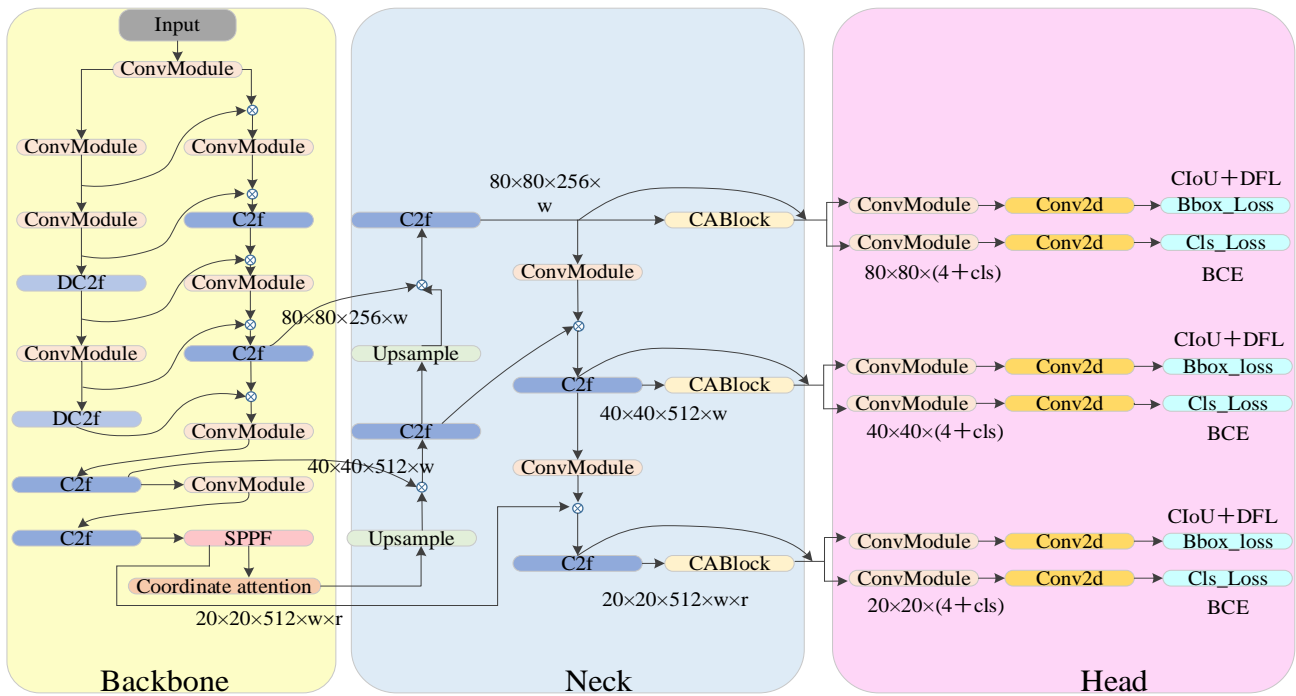 Input
ConvModule
ConvModule
ConvModule
ConvModule
C2f
DC2f
ConvModule
ConvModule
C2f
DC2f
ConvModule
C2f
ConvModule
C2f
SPPF
Coordinate attention
80×80×256×w
40×40×512×w
20×20×512×w×r
Backbone
80×80×256×
w
C2f
CABlock
ConvModule
Upsample
C2f
CABlock
40×40×512×w
C2f
ConvModule
Upsample
C2f
CABlock
20×20×512×w×r
Neck
CIoU+DFL
ConvModule
Conv2d
Bbox_Loss
ConvModule
Conv2d
Cls_Loss
80×80×(4+cls)
BCE
CIoU+DFL
ConvModule
Conv2d
Bbox_loss
ConvModule
Conv2d
Cls_Loss
40×40×(4+cls)
BCE
CIoU+DFL
ConvModule
Conv2d
Bbox_loss
ConvModule
Conv2d
Cls_Loss
20×20×(4+cls)
BCE
Head